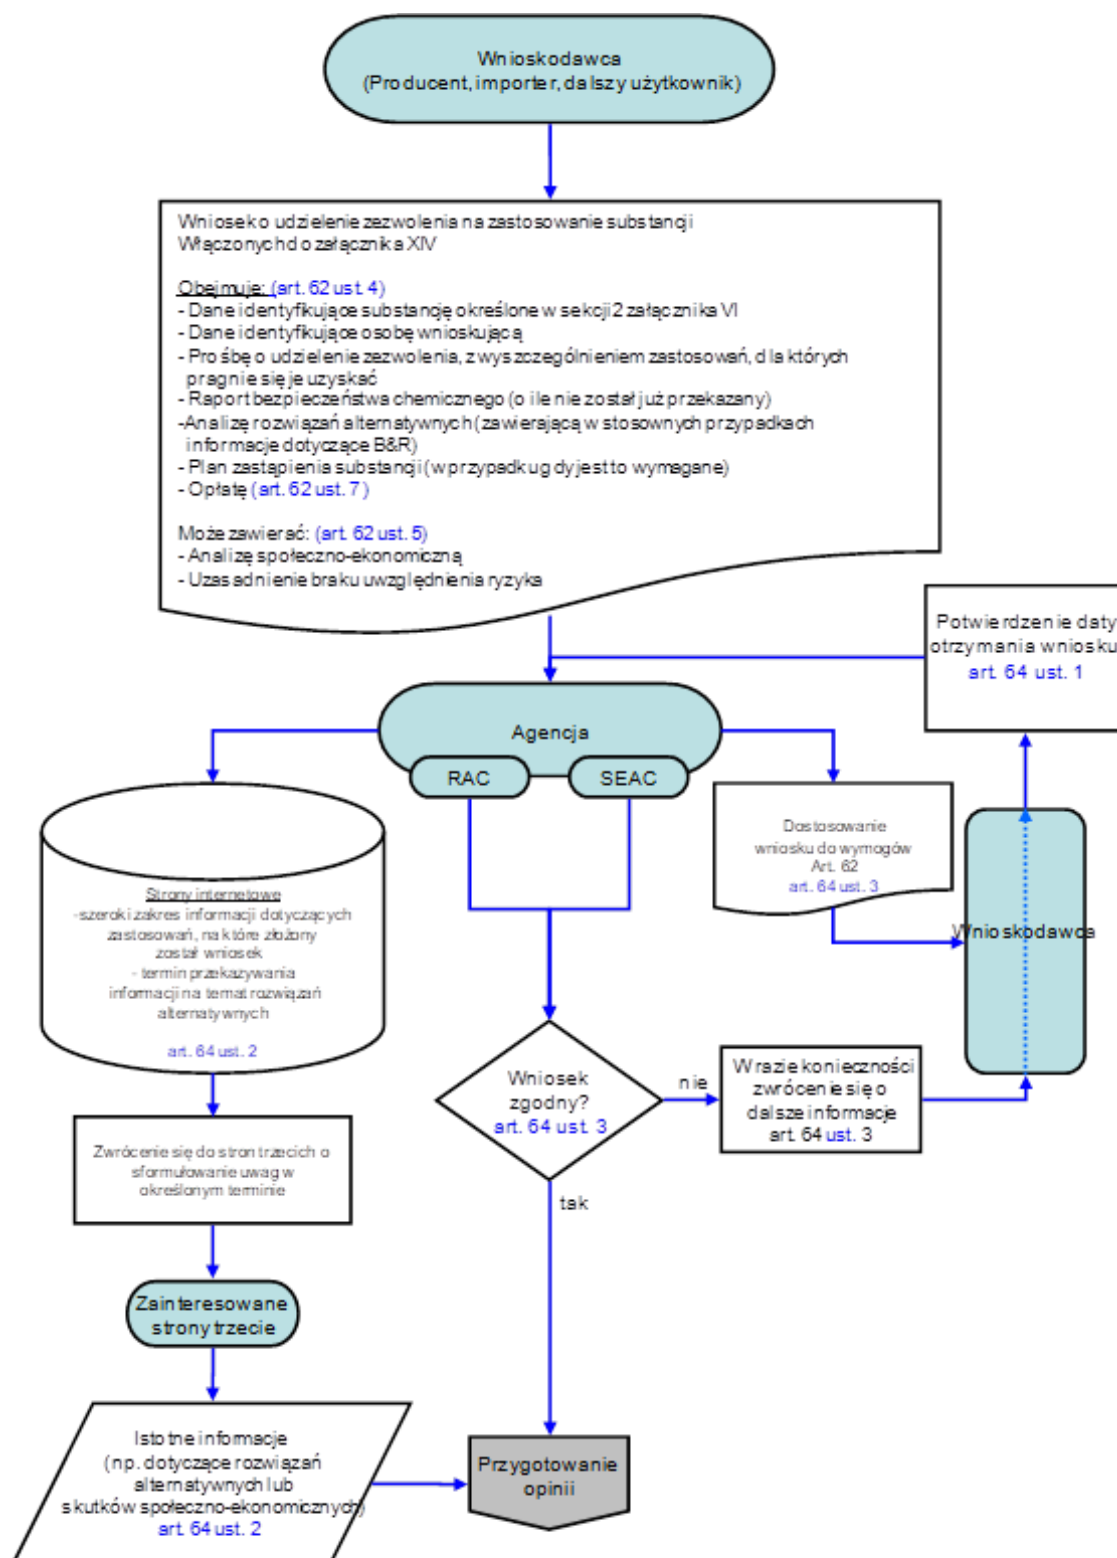 Wnioskodawca
(Producent, importer, dalszy użytkownik)
Wniosek o udzielenie zezwolenia na zastosowanie substancji
Włączonych do załącznika XIV
Obejmuje: (art. 62 ust. 4)
- Dane identyfikujące substancję określone w sekcji 2 załącznika VI
- Dane identyfikujące osobę wnioskującą
- Prośbę o udzielenie zezwolenia, z wyszczególnieniem zastosowań, dla których
pragnie się je uzyskać
- Raport bezpieczeństwa chemicznego (o ile nie został już przekazany)
-Analizę rozwiązań alternatywnych (zawierającą w stosownych przypadkach
informacje dotyczące B&R)
- Plan zastąpienia substancji (w przypadku gdy jest to wymagane)
- Opłatę (art. 62 ust. 7)
Może zawierać: (art. 62 ust. 5)
- Analizę społeczno-ekonomiczną
- Uzasadnienie braku uwzględnienia ryzyka
Potwierdzenie daty
otrzymania wniosku
art. 64 ust. 1
Agencja
RAC
SEAC
Dostosowanie
wniosku do wymogów
Art. 62
art. 64 ust. 3
Wnioskodawca
Strony internetowe
-szeroki zakres informacji dotyczących
zastosowań, na które złożony
został wniosek
- termin przekazywania
informacji na temat rozwiązań
alternatywnych
art. 64 ust. 2
Wniosek
zgodny?
art. 64 ust. 3
nie
W razie konieczności
zwrócenie się o
dalsze informacje
art. 64 ust. 3
tak
Zwrócenie się do stron trzecich o
sformułowanie uwag w
określonym terminie
Zainteresowane
strony trzecie
Istotne informacje
(np. dotyczące rozwiązań
alternatywnych lub
skutków społeczno-ekonomicznych)
art. 64 ust. 2
Przygotowanie
opinii